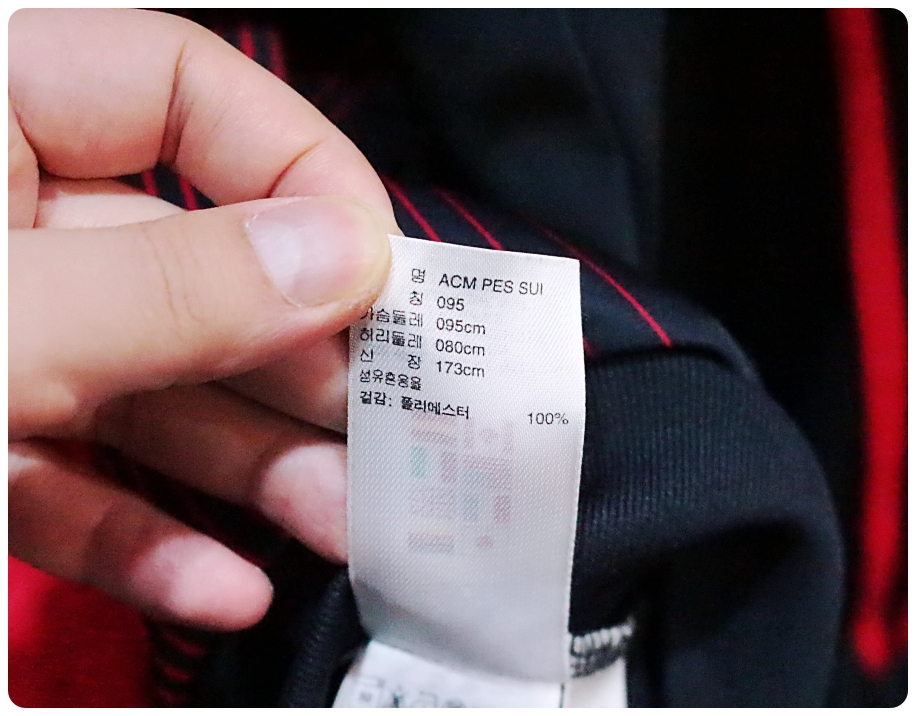 명 ACM PES SUI
칭 095
가슴둘레 095cm
허리둘레 080cm
신 장 173cm
섬유혼용율
겉감: 폴리에스터 100%